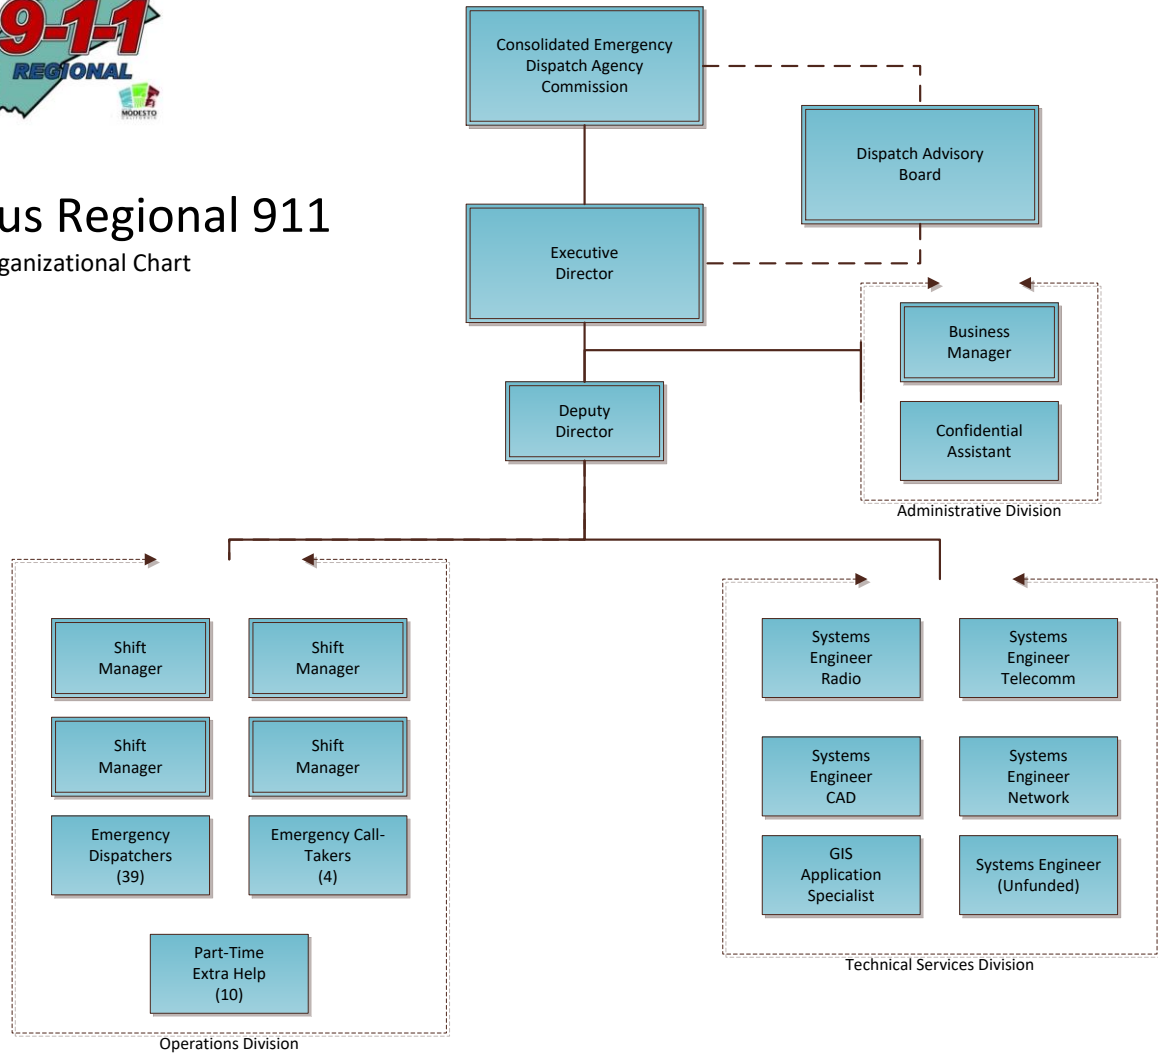 9-1-1
REGIONAL
MODESTO
CALIFORNIA
us Regional 911
ganizational Chart
Consolidated Emergency
Dispatch Agency
Commission
Dispatch Advisory
Board
Executive
Director
Business
Manager
Confidential
Assistant
Administrative Division
Deputy
Director
Shift
Manager
Shift
Manager
Shift
Manager
Shift
Manager
Emergency
Dispatchers
(39)
Emergency Call-
Takers
(4)
Part-Time
Extra Help
(10)
Operations Division
Systems
Engineer
Radio
Systems
Engineer
Telecomm
Systems
Engineer
CAD
Systems
Engineer
Network
GIS
Application
Specialist
Systems Engineer
(Unfunded)
Technical Services Division